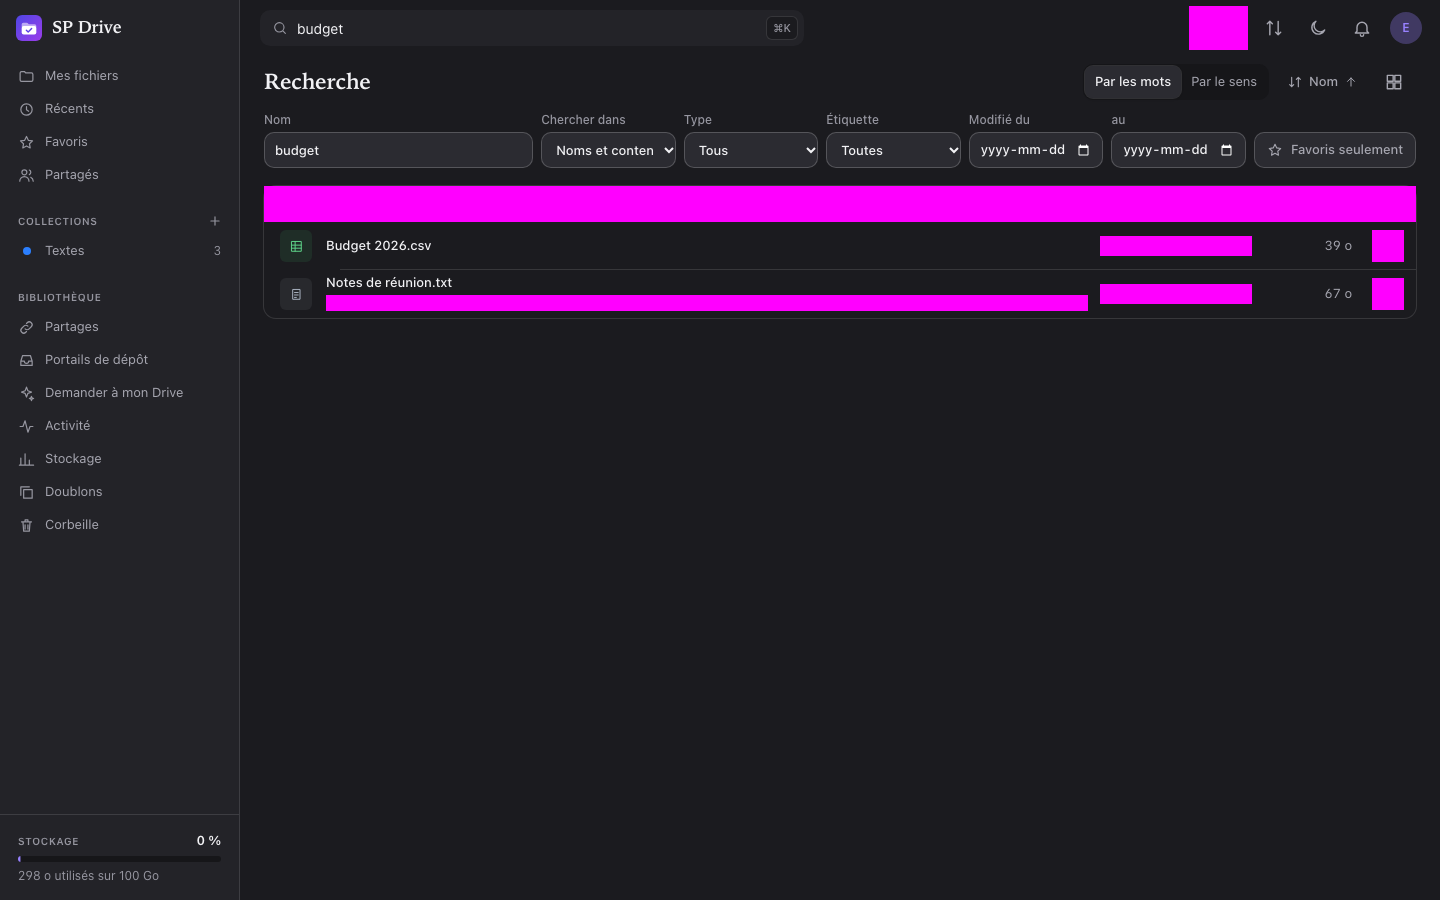 SP Drive
budget
⌘K
E
Mes fichiers
Récents
Favoris
Partagés
COLLECTIONS
Textes
3
BIBLIOTHÈQUE
Partages
Portails de dépôt
Demander à mon Drive
Activité
Stockage
Doublons
Corbeille
STOCKAGE
0 %
298 o utilisés sur 100 Go
Recherche
Par les mots
Par le sens
Nom
Nom
Chercher dans
Type
Étiquette
Modifié du
au
budget
Noms et conten
Tous
Toutes
yyyy-mm-dd
yyyy-mm-dd
Favoris seulement
Budget 2026.csv
39 o
Notes de réunion.txt
67 o